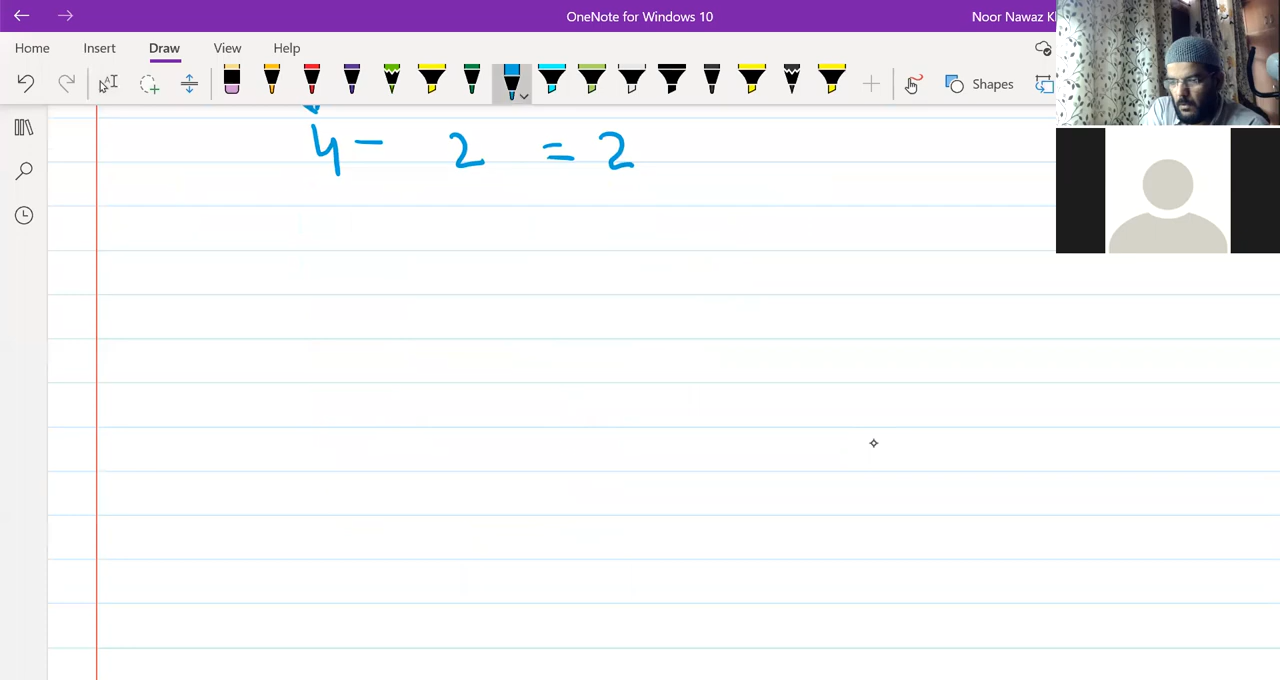 OneNote for Windows 10
Noor Nawaz K
Home Insert Draw View Help
Shapes
4 - 2 = 2